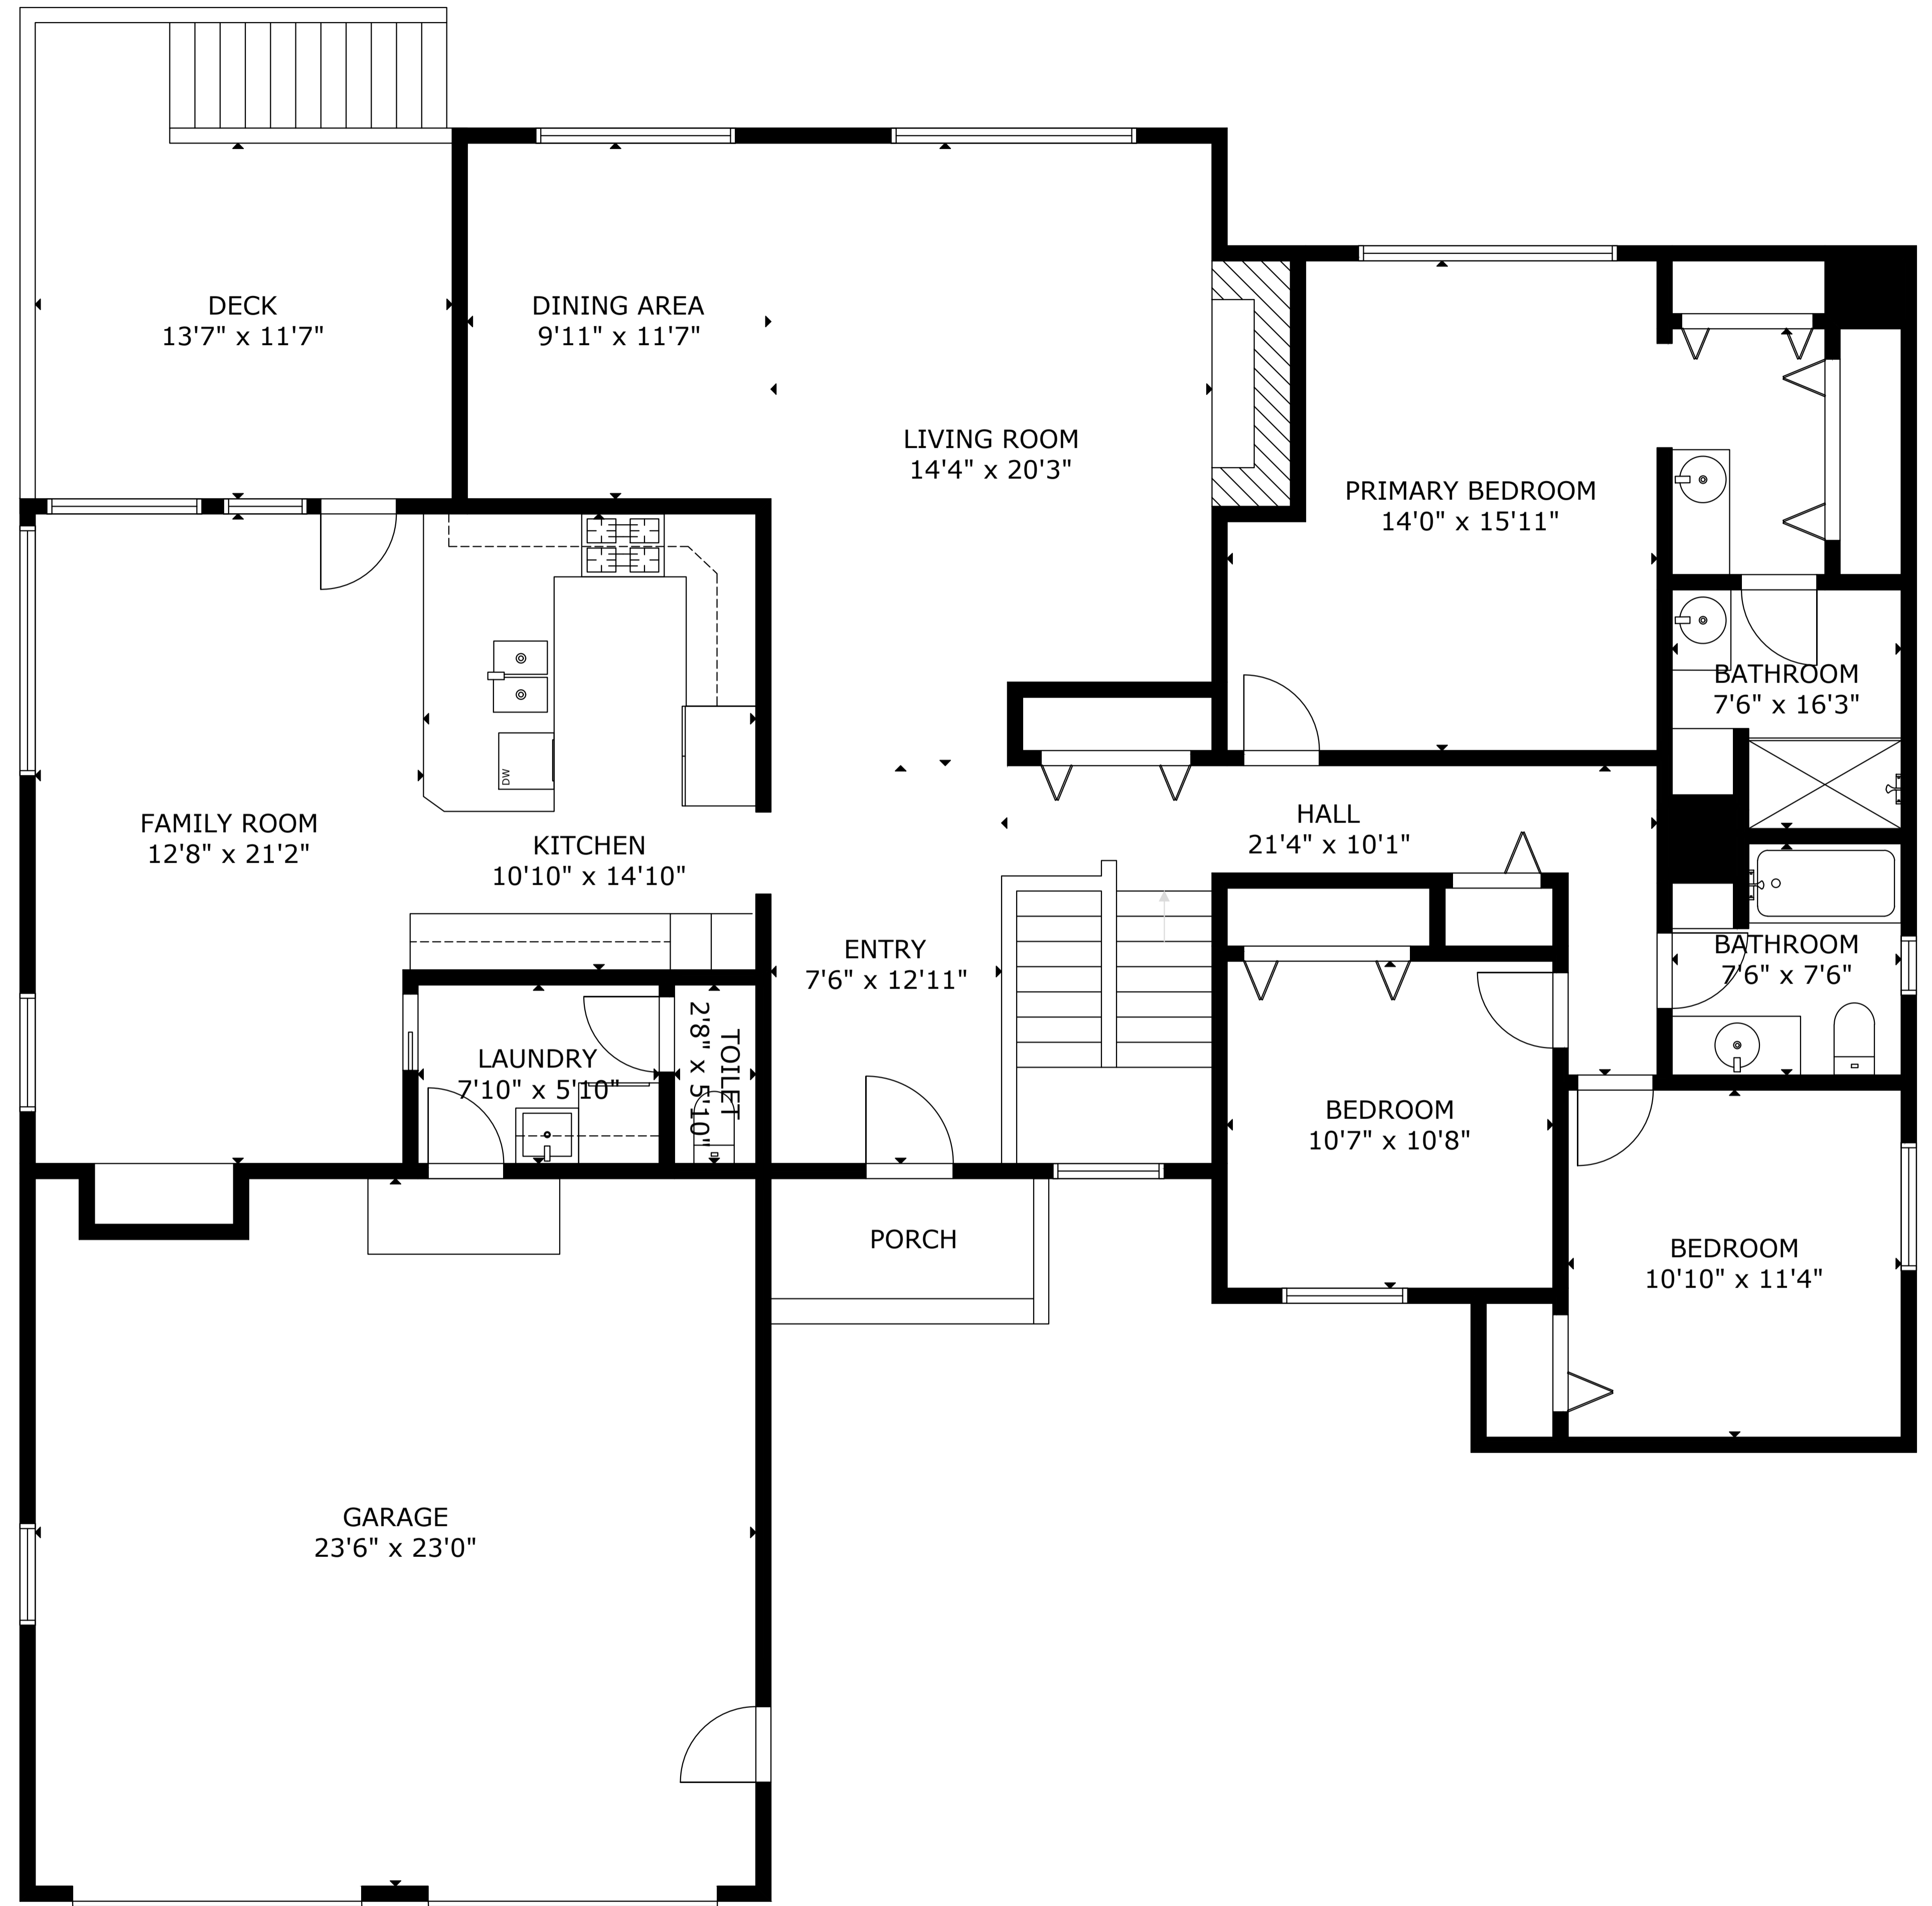 DECK
13'7" x 11'7"
DINING AREA
9'11" x 11'7"
LIVING ROOM
14'4" x 20'3"
PRIMARY BEDROOM
14'0" x 15'11"
BATHROOM
7'6" x 16'3"
FAMILY ROOM
12'8" x 21'2"
DW
KITCHEN
10'10" x 14'10"
HALL
21'4" x 10'1"
ENTRY
7'6" x 12'11"
BATHROOM
7'6" x 7'6"
LAUNDRY
7'10" x 5'10"
TOILET
2'8" x 5'10"
BEDROOM
10'7" x 10'8"
PORCH
BEDROOM
10'10" x 11'4"
GARAGE
23'6" x 23'0"